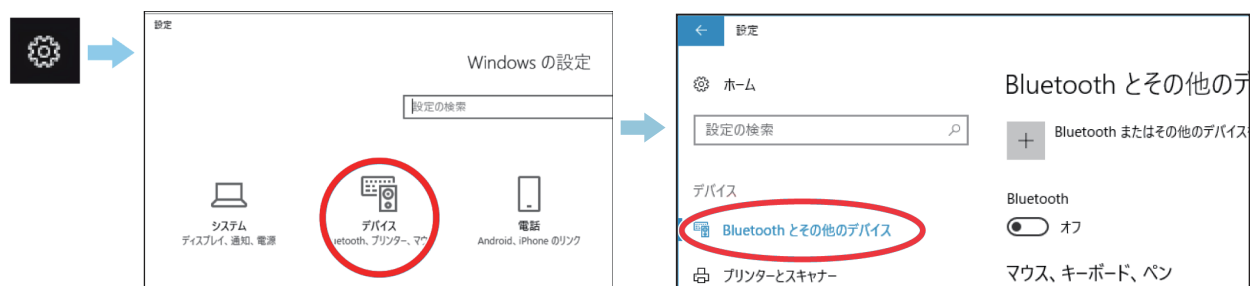 設定
Windows の設定
設定の検索
システム
ディスプレイ、通知、電源
デバイス
uetooth、プリンター、マウ
電話
Android、iPhone のリンク
設定
ホーム
設定の検索
デバイス
Bluetooth とその他のデバイス
プリンターとスキャナー
Bluetooth とその他のデ
Bluetooth またはその他のデバイス
Bluetooth
オフ
マウス、キーボード、ペン